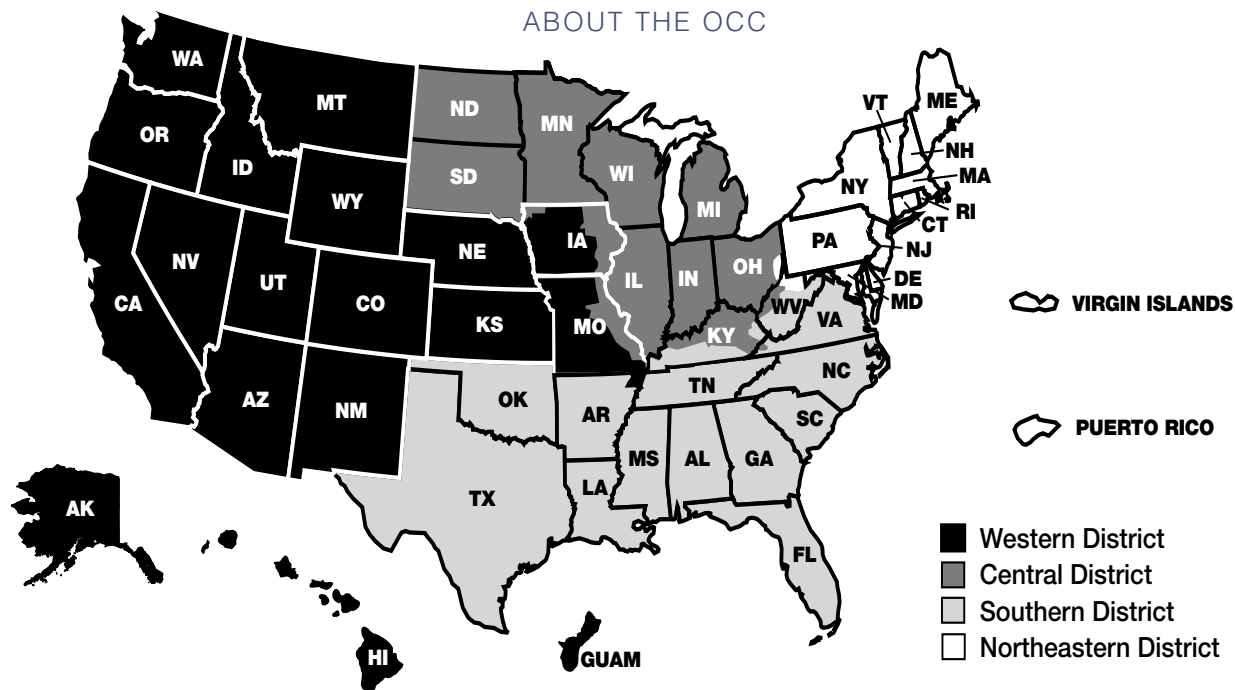 ABOUT THE OCC
WA
MT
ND
MN
VT
ME
OR
ID
SD
WI
NH
MA
WY
MI
NY
RI
CT
NE
IA
PA
NJ
NV
UT
CO
IL
IN
OH
DE
MD
CA
KS
MO
WV
VA
KY
VIRGIN ISLANDS
AZ
NM
OK
AR
TN
NC
SC
PUERTO RICO
MS
AL
GA
TX
LA
AK
FL
HI
GUAM
Western District
Central District
Southern District
Northeastern District